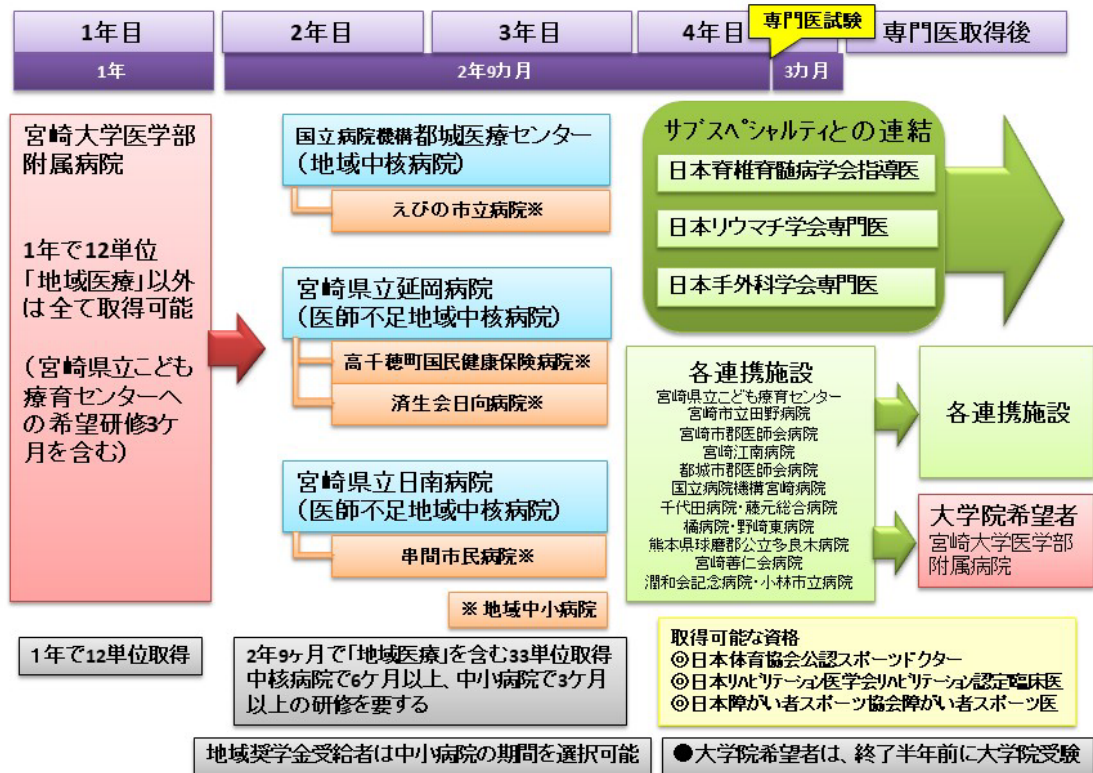 1年目
2年目
3年目
4年目
専門医試験
専門医取得後
1年
2年9カ月
3カ月
宮崎大学医学部
附属病院
1年で12単位
「地域医療」以外
は全て取得可能
(宮崎県立こども
療育センターへ
の希望研修3ケ
月を含む)
国立病院機構都城医療センター
(地域中核病院)
えびの市立病院※
宮崎県立延岡病院
(医師不足地域中核病院)
高千穂町国民健康保険病院※
済生会日向病院※
宮崎県立日南病院
(医師不足地域中核病院)
串間市民病院※
※地域中小病院
サブスペシャルティとの連結
日本脊椎脊髄病学会指導医
日本リウマチ学会専門医
日本手外科学会専門医
各連携施設
宮崎県立こども療育センター
宮崎市立田野病院
宮崎市郡医師会病院
宮崎江南病院
都城市郡医師会病院
国立病院機構宮崎病院
千代田病院・藤元総合病院
橘病院・野崎東病院
熊本県球磨郡公立多良木病院
宮崎善仁会病院
潤和会記念病院・小林市立病院
各連携施設
大学院希望者
宮崎大学医学部
附属病院
1年で12単位取得
2年9ヶ月で「地域医療」を含む33単位取得
中核病院で6ケ月以上、中小病院で3ケ月
以上の研修を要する
取得可能な資格
◎日本体育協会公認スポーツドクター
◎日本リハビリテーション医学会リハビリテーション認定臨床医
◎日本障がい者スポーツ協会障がい者スポーツ医
地域奨学金受給者は中小病院の期間を選択可能
●大学院希望者は、終了半年前に大学院受験